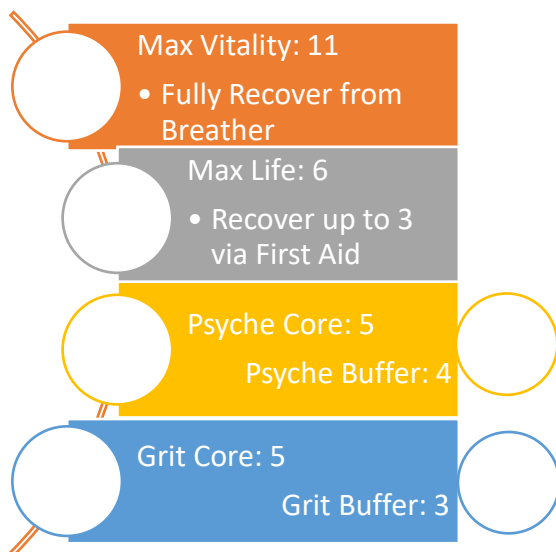 Max Vitality: 11
• Fully Recover from
Breather
Max Life: 6
• Recover up to 3
via First Aid
Psyche Core: 5
Psyche Buffer: 4
Grit Core: 5
Grit Buffer: 3